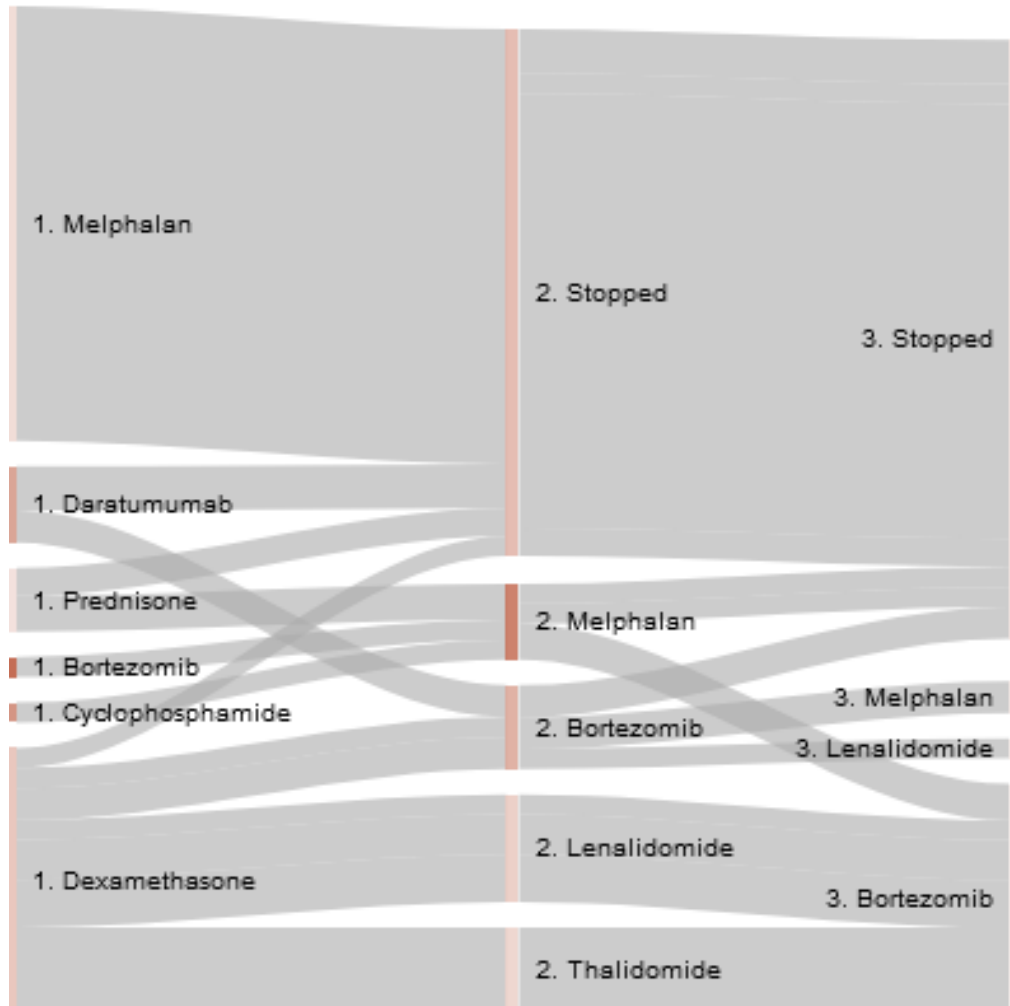 1. Melphalan
1. Daratumumab
1. Prednisone
1. Bortezomib
1. Cyclophosphamide
1. Dexamethasone
2. Stopped
2. Melphalan
2. Bortezomib
2. Lenalidomide
2. Thalidomide
3. Stopped
3. Melphalan
3. Lenalidomide
3. Bortezomib